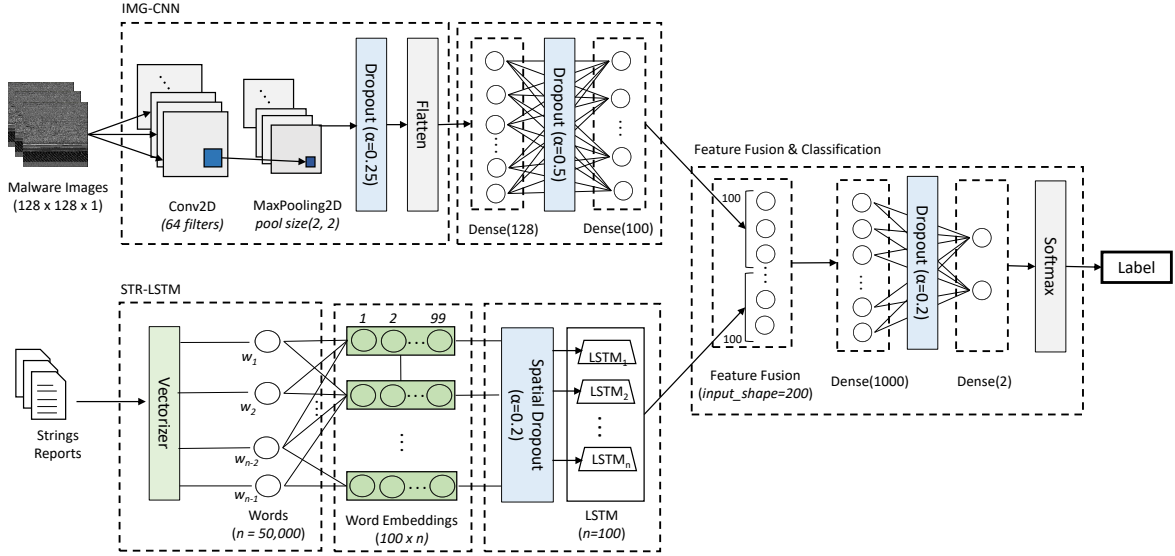 IMG-CNN
Malware Images
(128 x 128 x 1)
Conv2D
(64 filters)
MaxPooling2D
pool size(2, 2)
Dropout (α=0.25)
Flatten
Dense(128)
Dropout (α=0.5)
Dense(100)
Feature Fusion & Classification
100
100
Feature Fusion
(input_shape=200)
Dense(1000)
Dropout (α=0.2)
Dense(2)
Softmax
Label
STR-LSTM
Strings
Reports
Vectorizer
w1
w2
wn-2
wn-1
Words
(n = 50,000)
1 2 99
Word Embeddings
(100 x n)
Spatial Dropout
(α=0.2)
LSTM1
LSTM2
LSTMn
LSTM
(n=100)